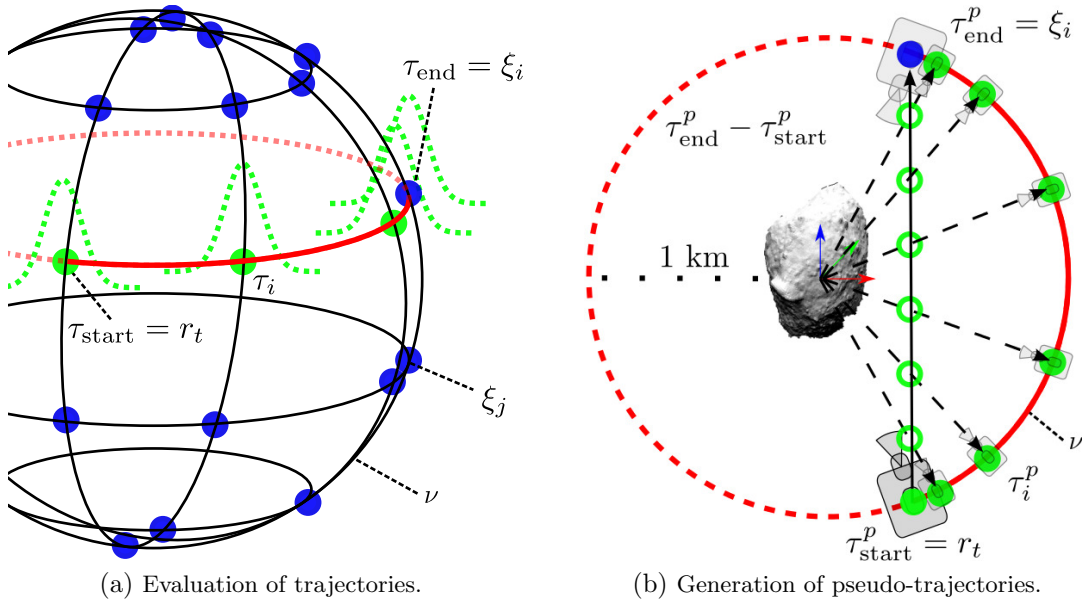 τ_end = ξ_i
τ_i
τ_start = r_t
ξ_j
ν
(a) Evaluation of trajectories.
τ^p_end = ξ_i
τ^p_end − τ^p_start
1 km
ν
τ^p_i
τ^p_start = r_t
(b) Generation of pseudo-trajectories.